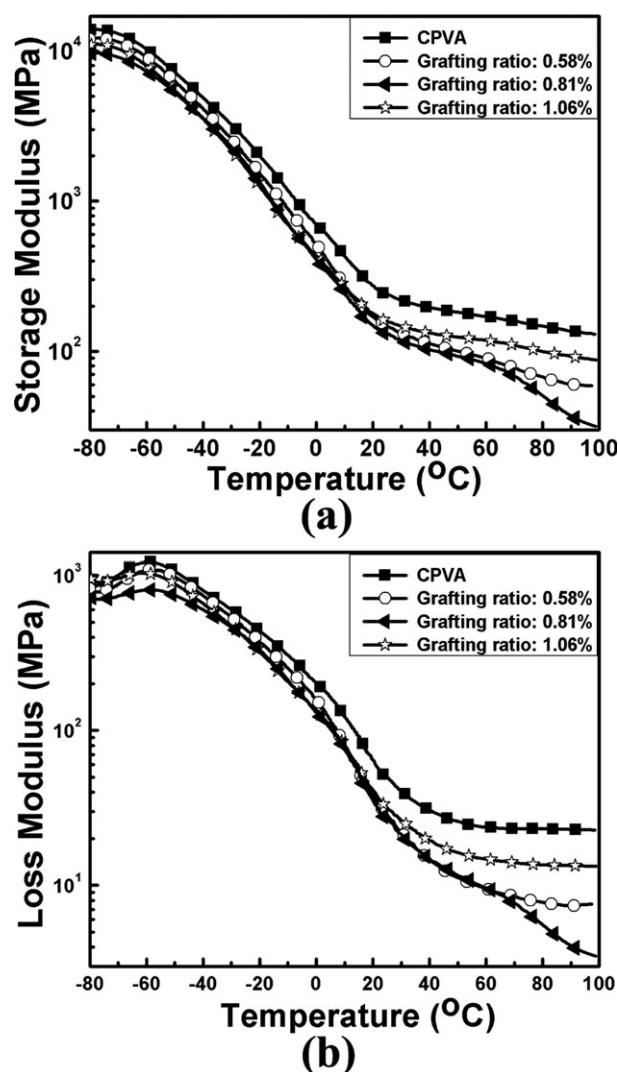 CPVA
Grafting ratio: 0.58%
Grafting ratio: 0.81%
Grafting ratio: 1.06%
Storage Modulus (MPa)
10⁴
10³
10²
-80 -60 -40 -20 0 20 40 60 80 100
Temperature (°C)
(a)
CPVA
Grafting ratio: 0.58%
Grafting ratio: 0.81%
Grafting ratio: 1.06%
Loss Modulus (MPa)
10³
10²
10¹
-80 -60 -40 -20 0 20 40 60 80 100
Temperature (°C)
(b)